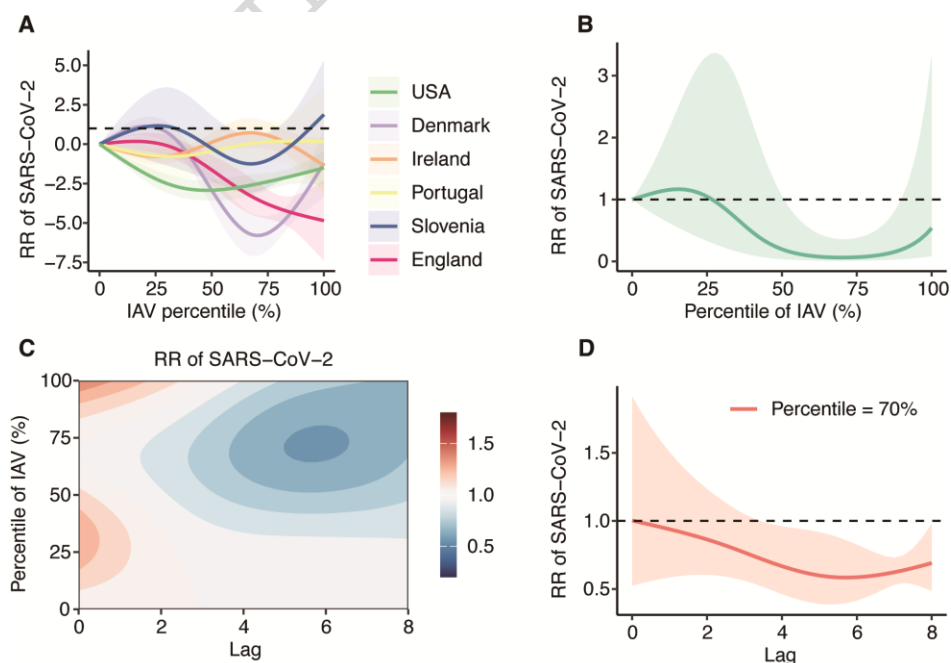 A
RR of SARS−CoV−2
5.0
2.5
0.0
−2.5
−5.0
−7.5
0
25
50
75
100
IAV percentile (%)
USA
Denmark
Ireland
Portugal
Slovenia
England
B
RR of SARS−CoV−2
3
2
1
0
0
25
50
75
100
Percentile of IAV (%)
C
RR of SARS−CoV−2
Percentile of IAV (%)
100
75
50
25
0
0
2
4
6
8
Lag
1.5
1.0
0.5
D
RR of SARS−CoV−2
1.5
1.0
0.5
Percentile = 70%
0
2
4
6
8
Lag